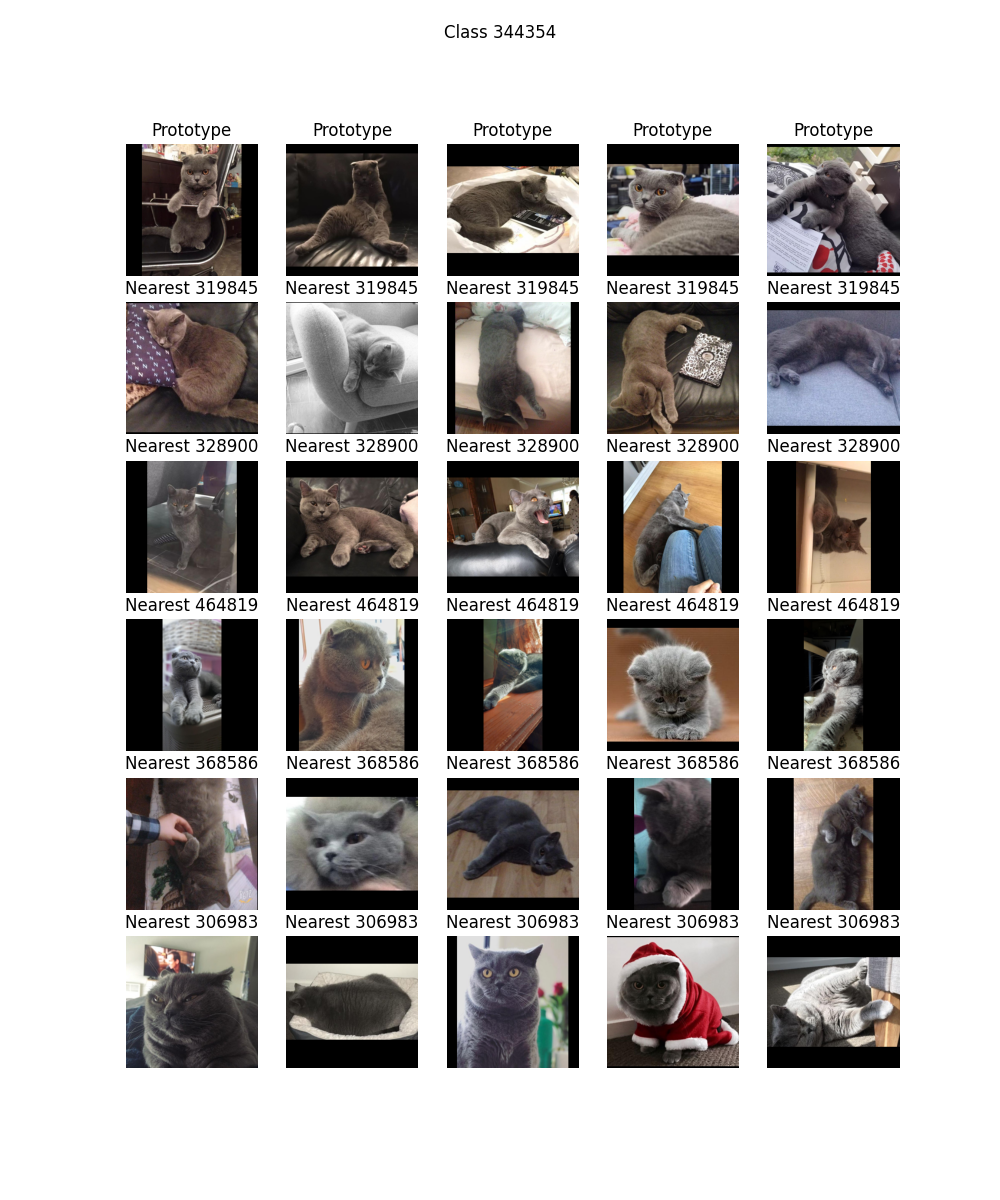 Class 344354
Prototype Prototype Prototype Prototype Prototype
Nearest 319845 Nearest 319845 Nearest 319845 Nearest 319845 Nearest 319845
Nearest 328900 Nearest 328900 Nearest 328900 Nearest 328900 Nearest 328900
Nearest 464819 Nearest 464819 Nearest 464819 Nearest 464819 Nearest 464819
Nearest 368586 Nearest 368586 Nearest 368586 Nearest 368586 Nearest 368586
Nearest 306983 Nearest 306983 Nearest 306983 Nearest 306983 Nearest 306983